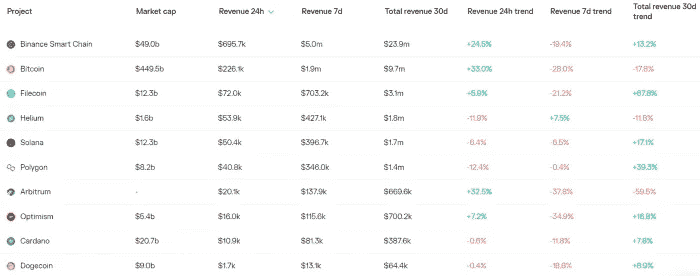 Project Market cap Revenue 24h Revenue 7d Total revenue 30d Revenue 24h trend Revenue 7d trend Total revenue 30d trend
Binance Smart Chain $49.0b $695.7k $5.0m $23.9m +24.5% -19.4% +13.2%
Bitcoin $449.5b $226.1k $1.9m $9.7m +33.0% -28.0% -17.8%
Filecoin $12.3b $72.0k $703.2k $3.1m +6.9% -21.2% +67.8%
Helium $1.6b $53.9k $427.1k $1.8m -11.9% +7.5% -11.6%
Solana $12.3b $50.4k $396.7k $1.7m -6.4% -6.5% +17.1%
Polygon $8.2b $40.8k $346.0k $1.4m -12.4% -0.4% +39.3%
Arbitrum - $20.1k $137.9k $669.6k +32.5% -37.8% -59.5%
Optimism $5.4b $16.0k $115.6k $700.2k +7.2% -34.9% +16.8%
Cardano $20.7b $10.9k $81.3k $387.6k -0.6% -11.8% +7.8%
Dogecoin $9.0b $1.7k $13.1k $64.4k -0.4% -18.6% +6.9%